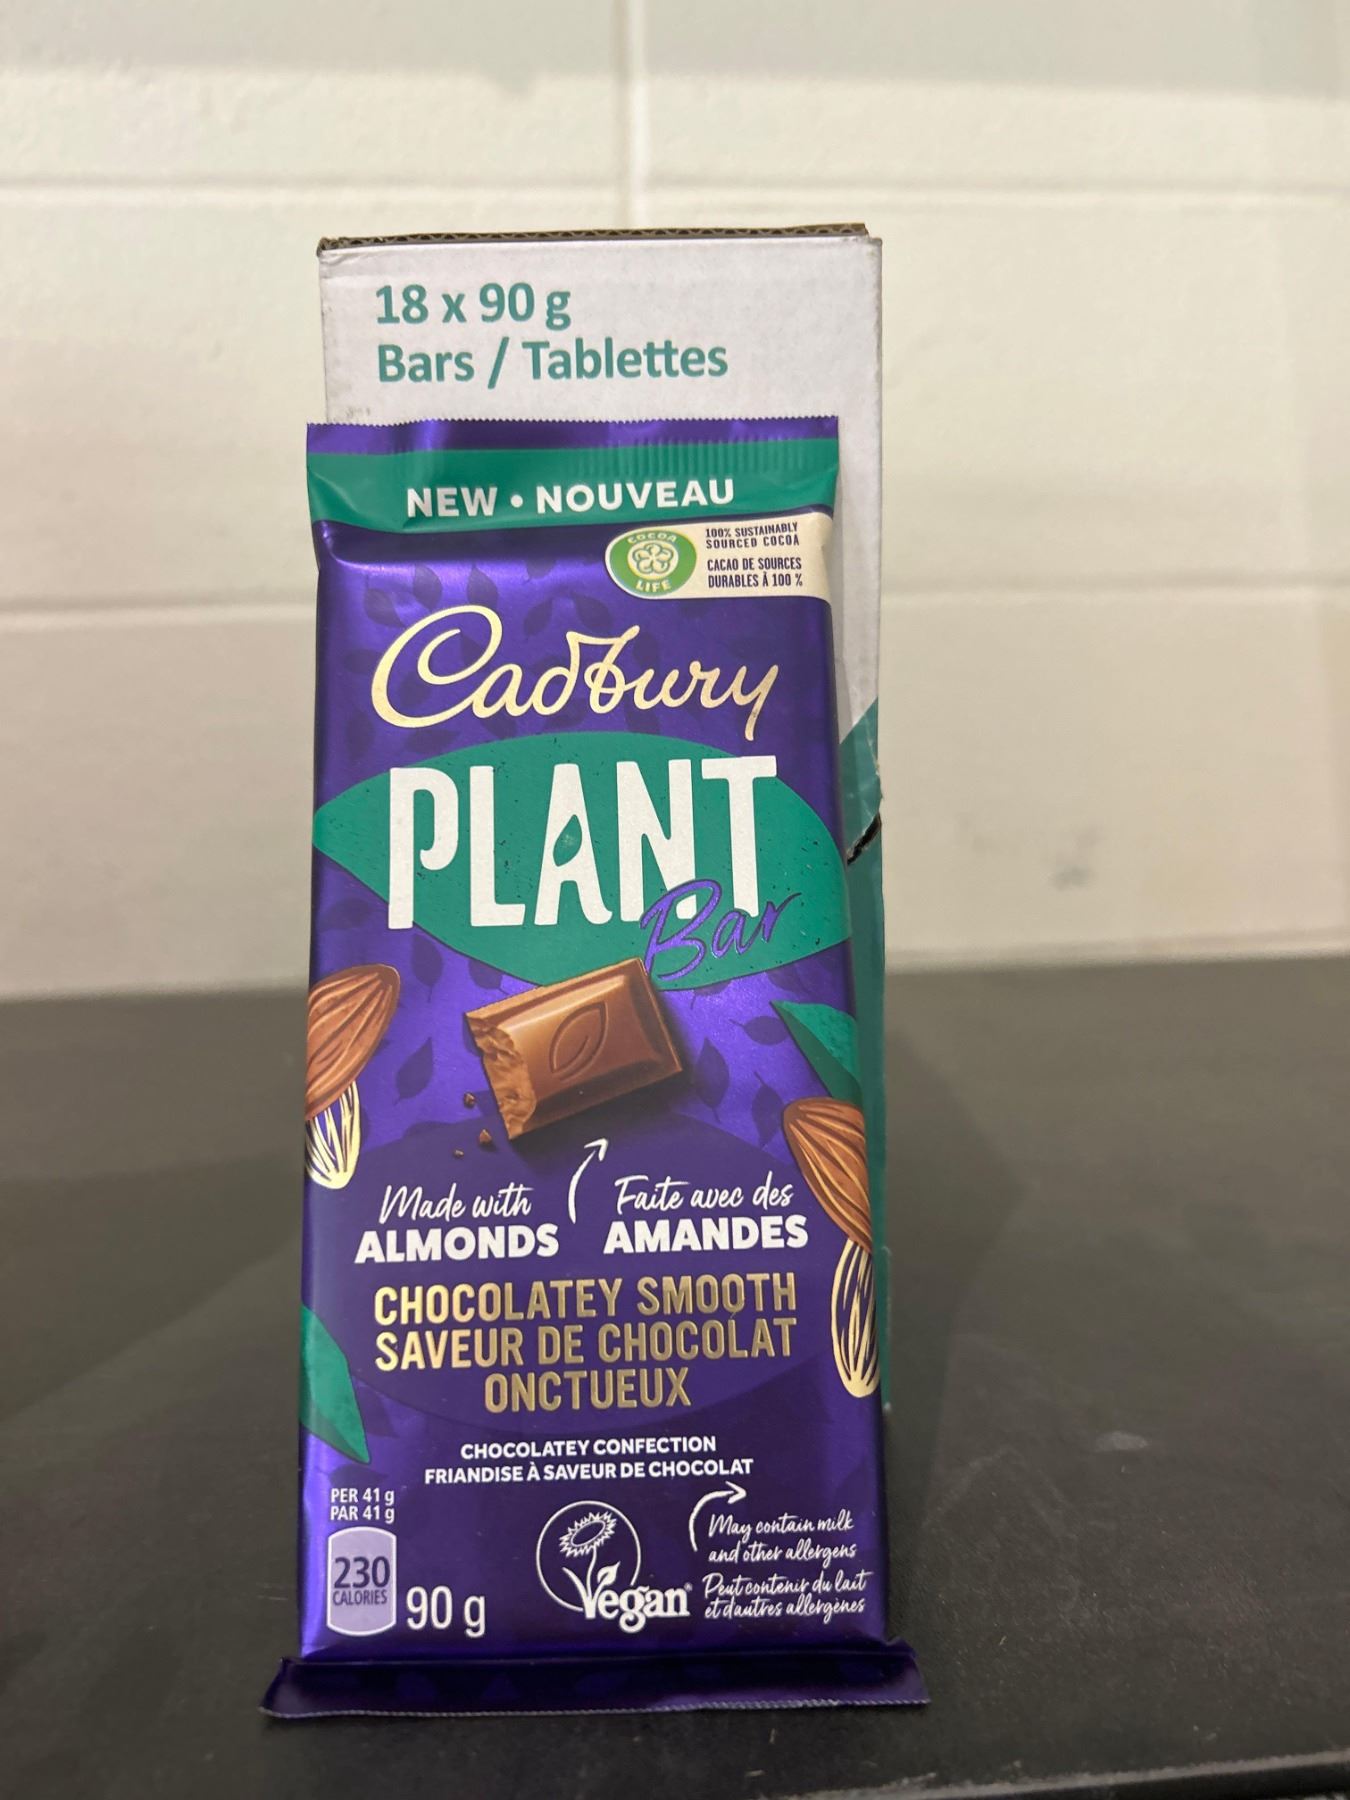 18 x 90 g
Bars / Tablettes
NEW • NOUVEAU
COCOA
LIFE
100% SUSTAINABLY
SOURCED COCOA
CACAO DE SOURCES
DURABLES À 100 %
Cadbury
PLANT
Bar
Made with
ALMONDS
Faite avec des
AMANDES
CHOCOLATEY SMOOTH
SAVEUR DE CHOCOLAT
ONCTUEUX
CHOCOLATEY CONFECTION
FRIANDISE À SAVEUR DE CHOCOLAT
PER 41 g
PAR 41 g
230
CALORIES
90 g
Vegan
May contain milk
and other allergens
Peut contenir du lait
et d'autres allergènes